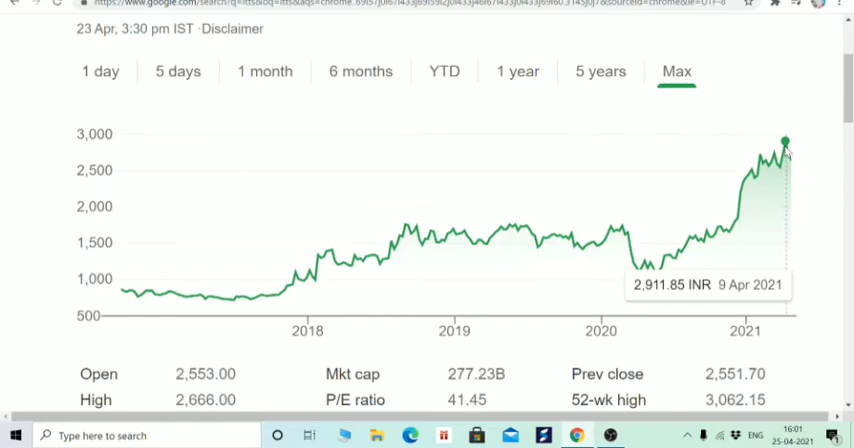 23 Apr, 3:30 pm IST ·Disclaimer
1 day 5 days 1 month 6 months YTD 1 year 5 years Max
3,000
2,500
2,000
1,500
1,000
2,911.85 INR 9 Apr 2021
500
2018 2019 2020 2021
Open 2,553.00 Mkt cap 277.23B Prev close 2,551.70
High 2,666.00 P/E ratio 41.45 52-wk high 3,062.15
Type here to search
ENG
16:01
25-04-2021